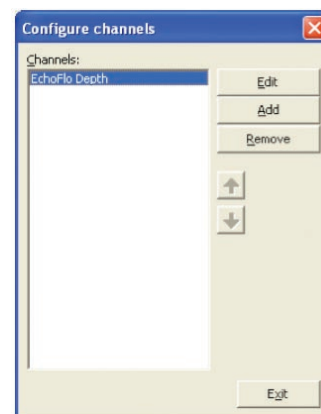 Configure channels
Channels:
EchoFlo Depth
Edit
Add
Remove
Exit